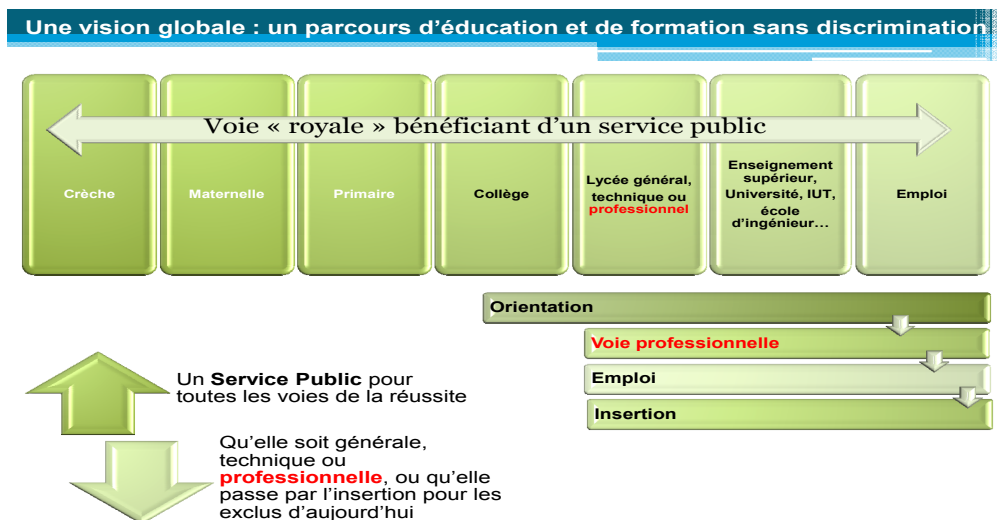 Une vision globale : un parcours d’éducation et de formation sans discrimination
Voie « royale » bénéficiant d’un service public
Crèche
Maternelle
Primaire
Collège
Lycée général,
technique ou
professionnel
Enseignement
supérieur,
Université, IUT,
école
d’ingénieur…
Emploi
Orientation
Voie professionnelle
Emploi
Insertion
Un Service Public pour
toutes les voies de la réussite
Qu’elle soit générale,
technique ou
professionnelle, ou qu’elle
passe par l’insertion pour les
exclus d’aujourd’hui